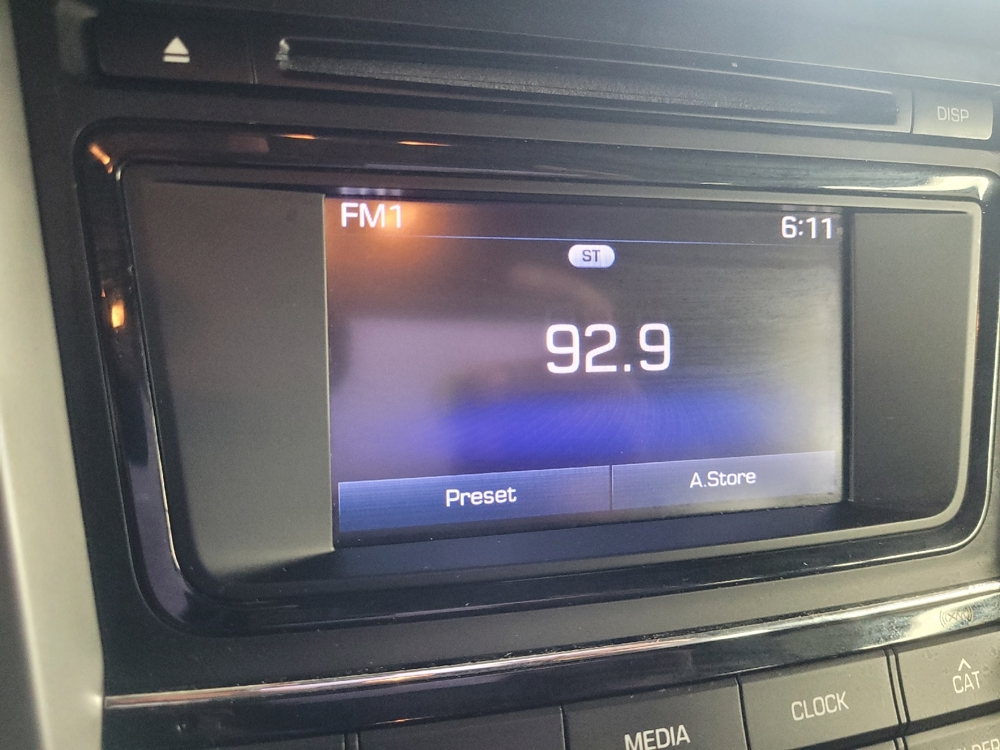 DISP
FM1
6:11
ST
92.9
Preset
A.Store
MEDIA
CLOCK
CAT